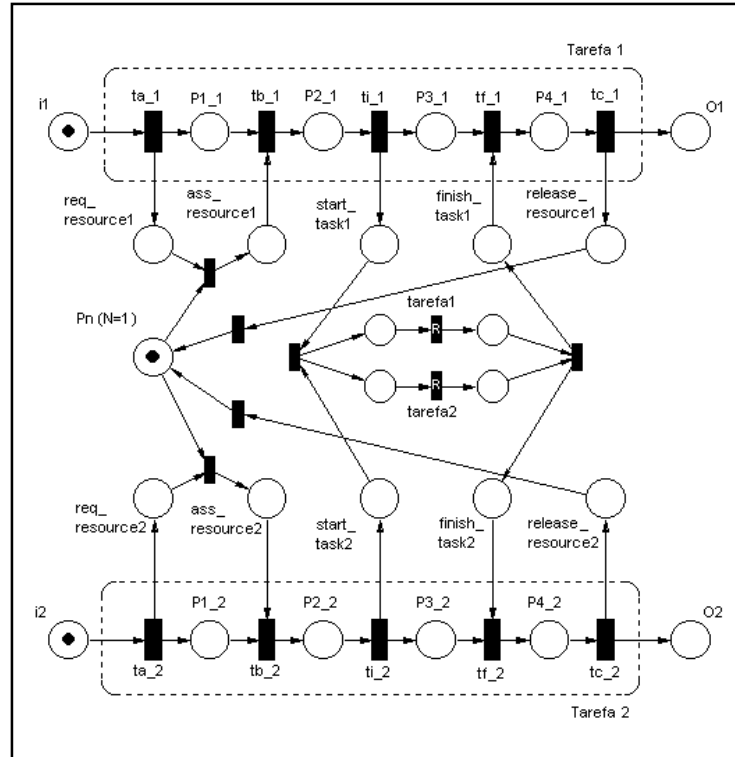 Tarefa 1
i1
ta_1
P1_1
tb_1
P2_1
ti_1
P3_1
tf_1
P4_1
tc_1
O1
req_
resource1
ass_
resource1
start_
task1
finish_
task1
release_
resource1
Pn (N=1)
tarefa1
R
R
tarefa2
req_
resource2
ass_
resource2
start_
task2
finish_
task2
release_
resource2
i2
P1_2
P2_2
P3_2
P4_2
O2
ta_2
tb_2
ti_2
tf_2
tc_2
Tarefa 2